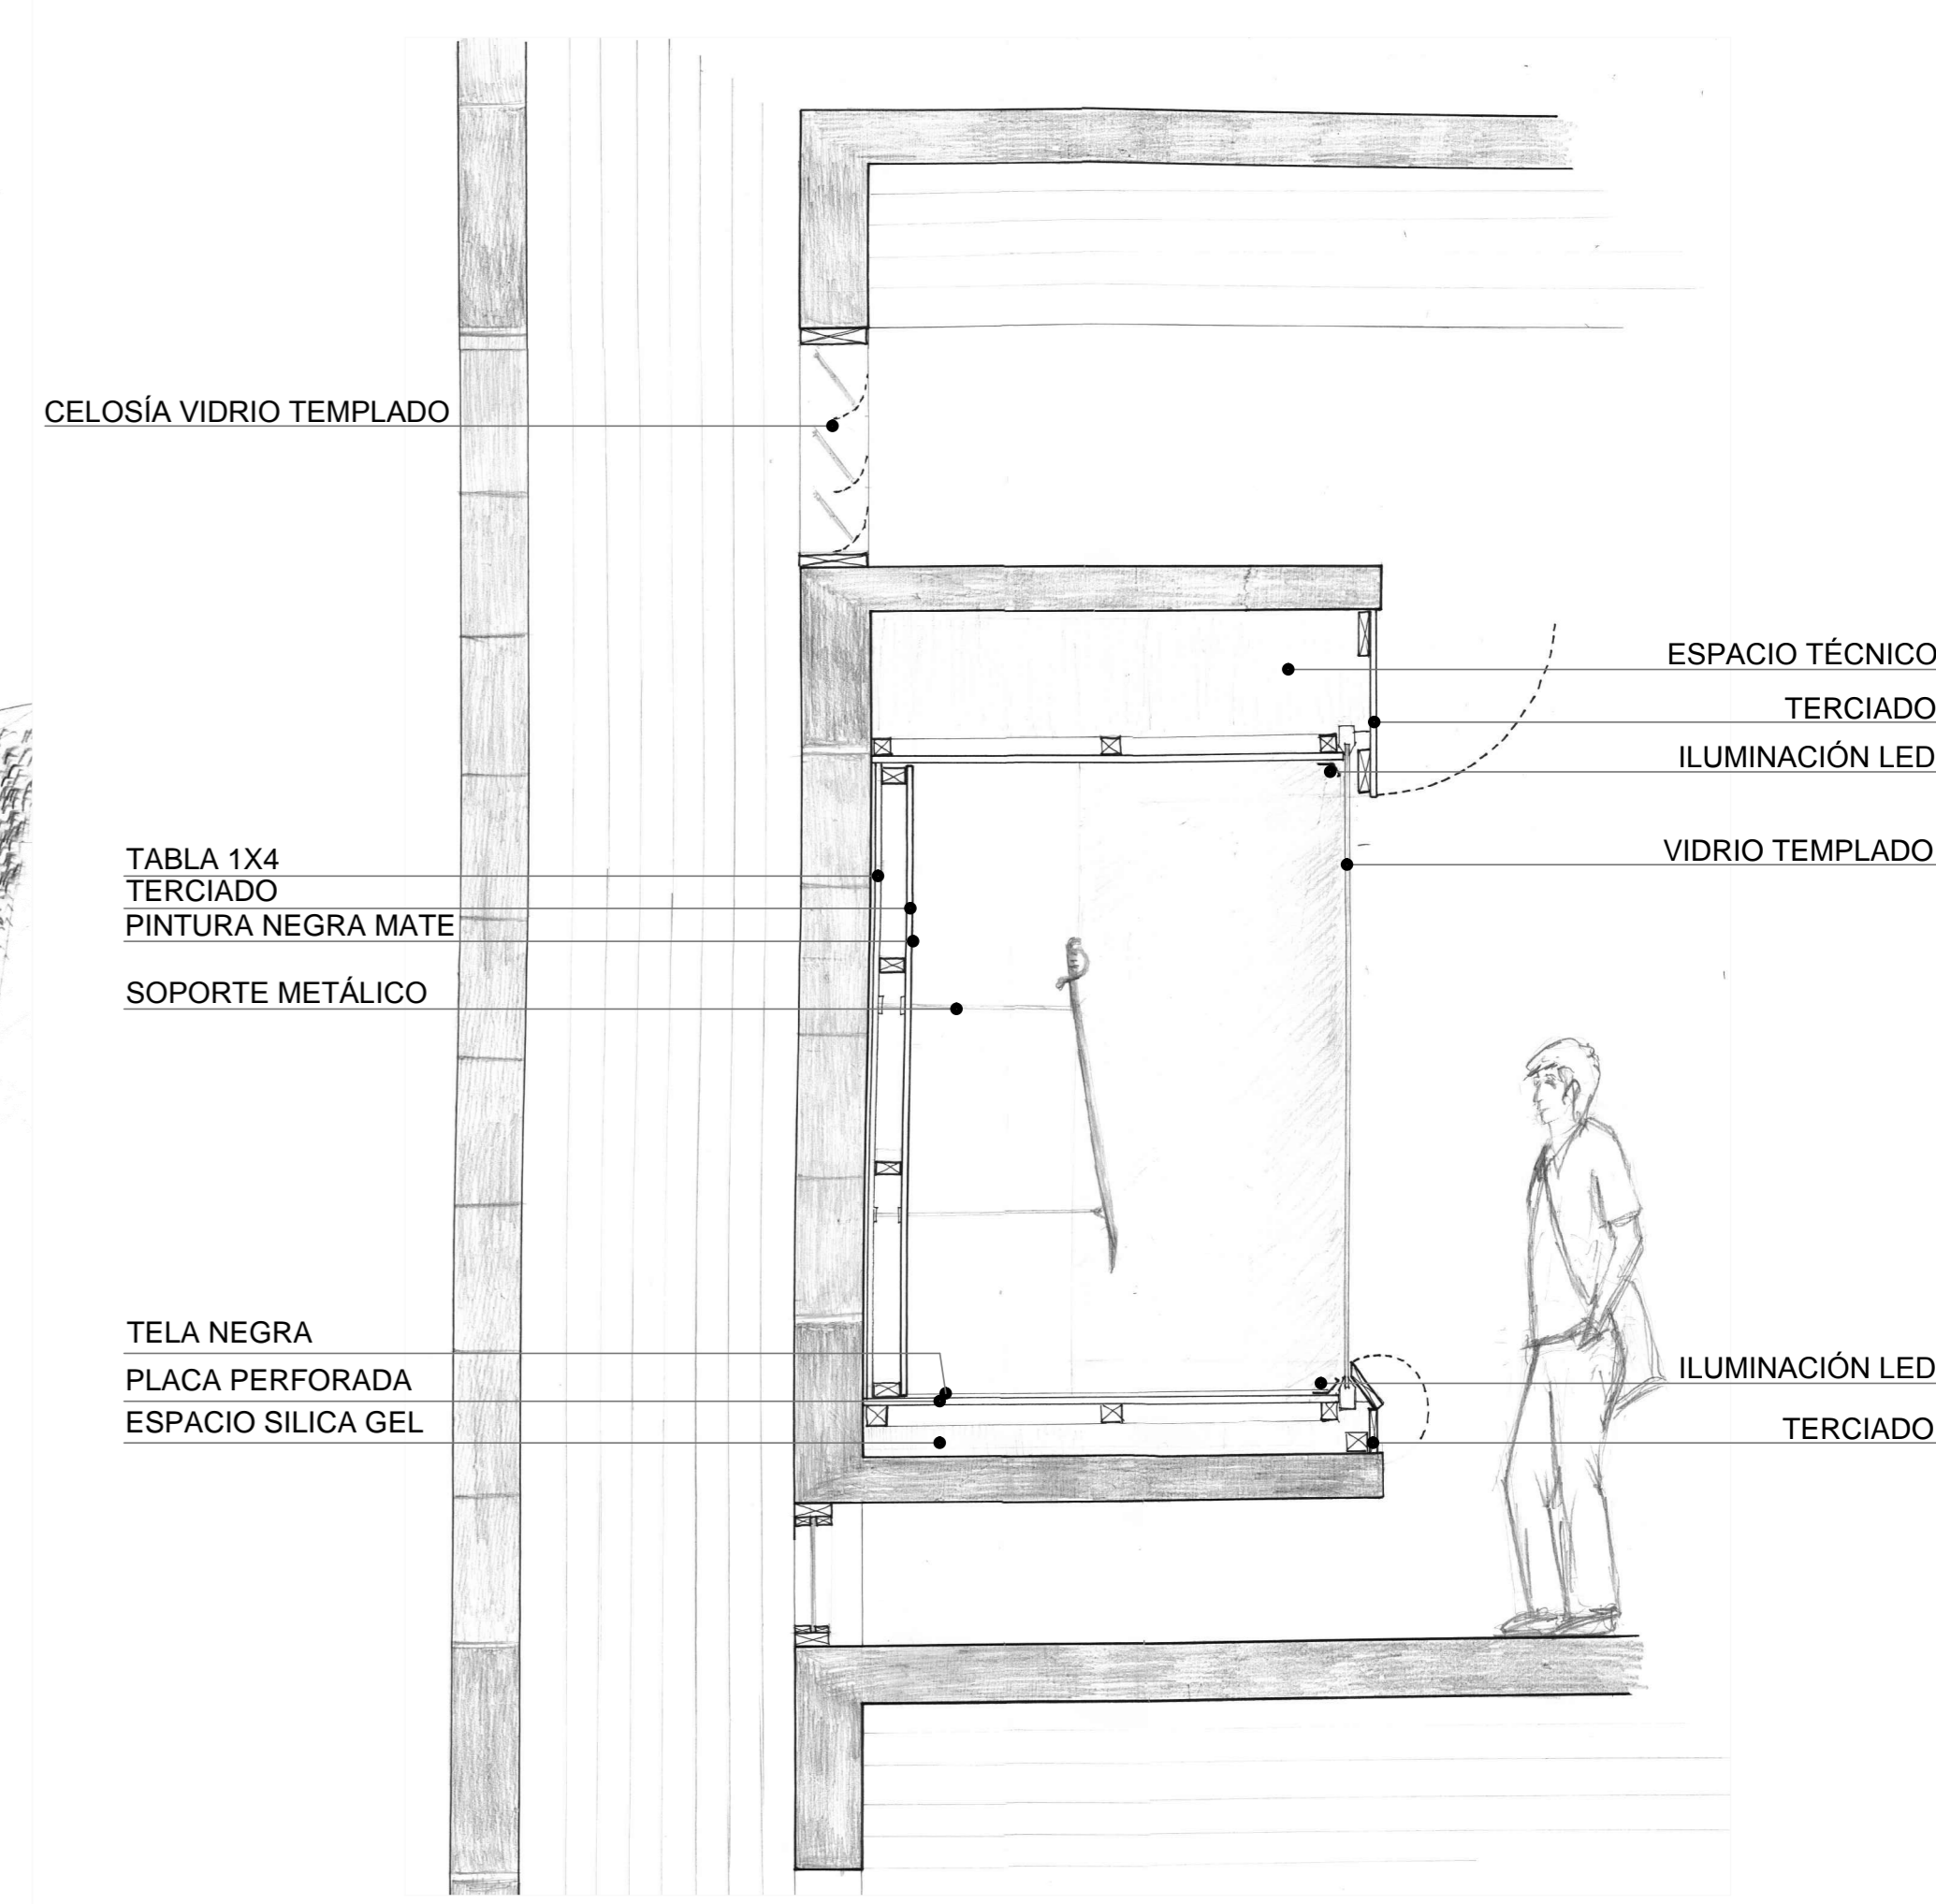 CELOSÍA VIDRIO TEMPLADO
TABLA 1X4
TERCIADO
PINTURA NEGRA MATE
SOPORTE METÁLICO
TELA NEGRA
PLACA PERFORADA
ESPACIO SILICA GEL
ESPACIO TÉCNICO
TERCIADO
ILUMINACIÓN LED
VIDRIO TEMPLADO
ILUMINACIÓN LED
TERCIADO